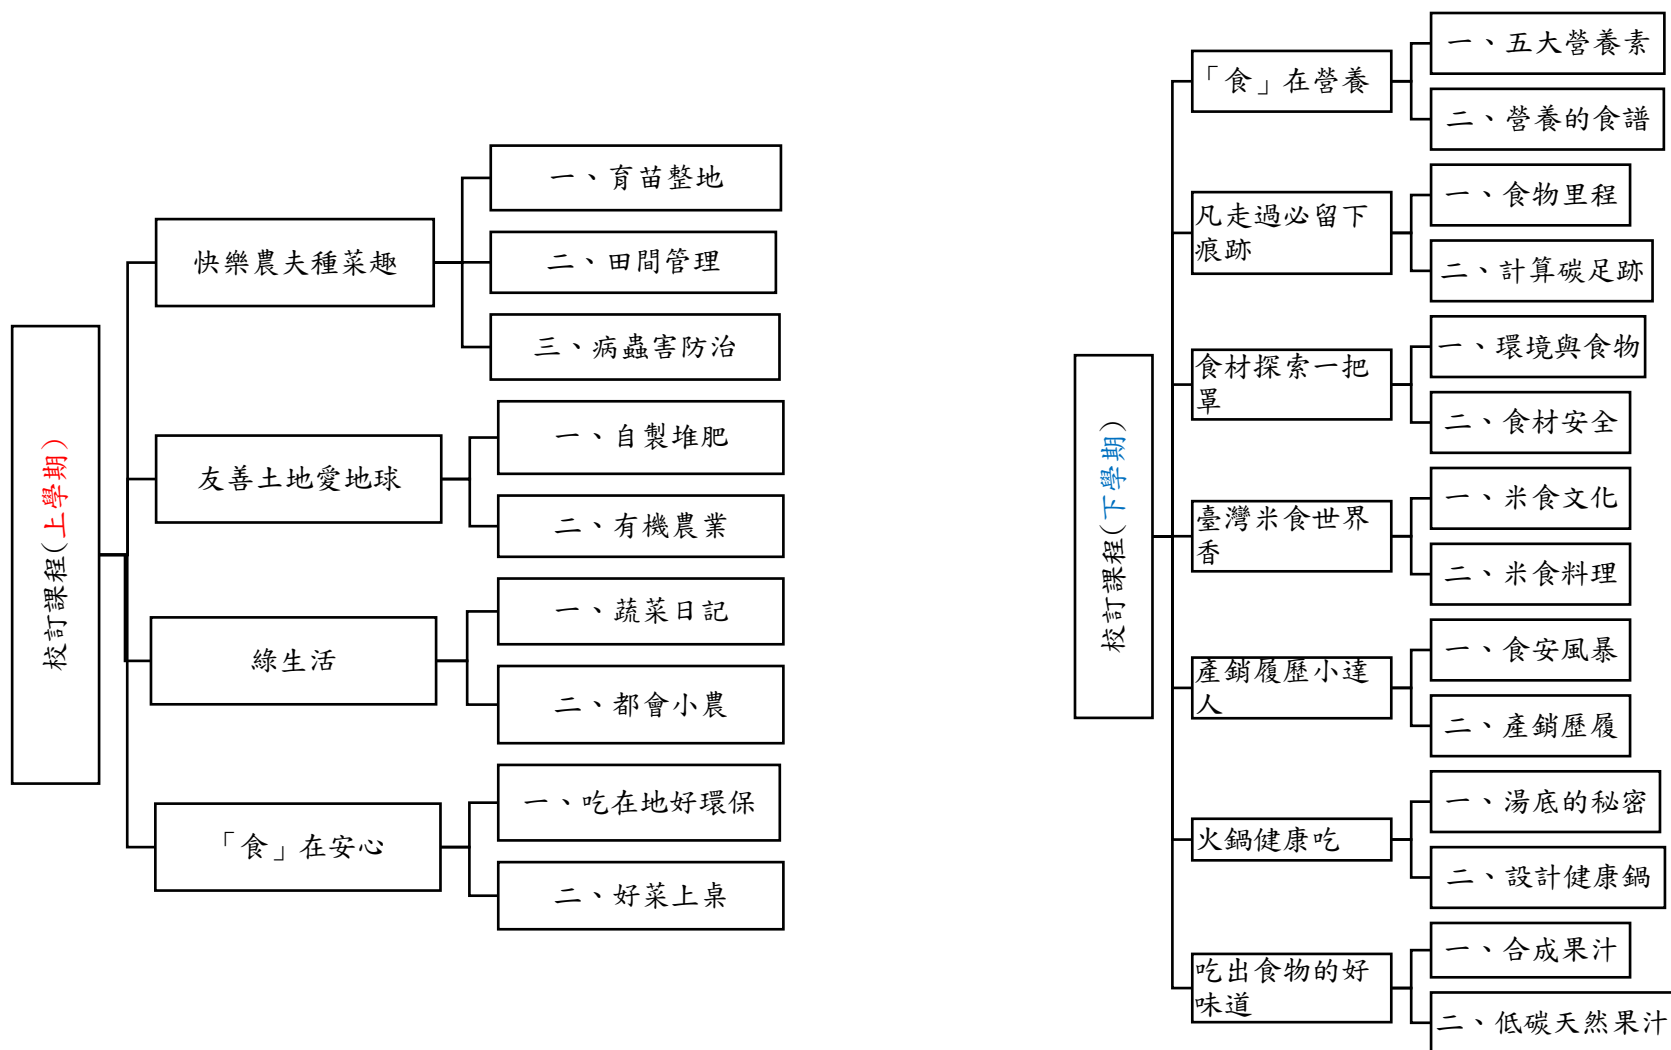 校訂課程(上學期)
快樂農夫種菜趣
一、育苗整地
二、田間管理
三、病蟲害防治
友善土地愛地球
一、自製堆肥
二、有機農業
綠生活
一、蔬菜日記
二、都會小農
「食」在安心
一、吃在地好環保
二、好菜上桌
校訂課程(下學期)
「食」在營養
一、五大營養素
二、營養的食譜
凡走過必留下
痕跡
一、食物里程
二、計算碳足跡
食材探索一把
罩
一、環境與食物
二、食材安全
臺灣米食世界
香
一、米食文化
二、米食料理
產銷履歷小達
人
一、食安風暴
二、產銷歷履
火鍋健康吃
一、湯底的秘密
二、設計健康鍋
吃出食物的好
味道
一、合成果汁
二、低碳天然果汁